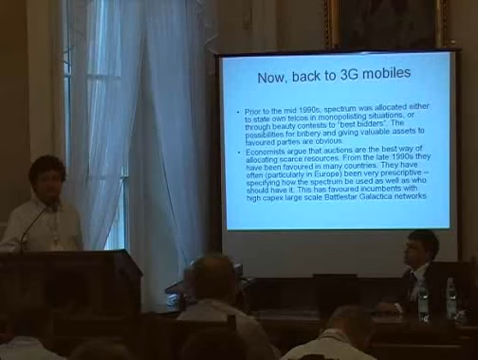 Now, back to 3G mobiles
• Prior to the mid 1990s, spectrum was allocated either
to state own telcos in monopolisting situations, or
through beauty contests to "best bidders". The
possibilities for bribery and giving valuable assets to
favoured parties are obvious.
• Economists argue that auctions are the best way of
allocating scarce resources. From the late 1990s they
have been favoured in many countries. They have
often (particularly in Europe) been very prescriptive –
specifying how the spectrum be used as well as who
should have it. This has favoured incumbents with
high capex large scale Battlestar Galactica networks